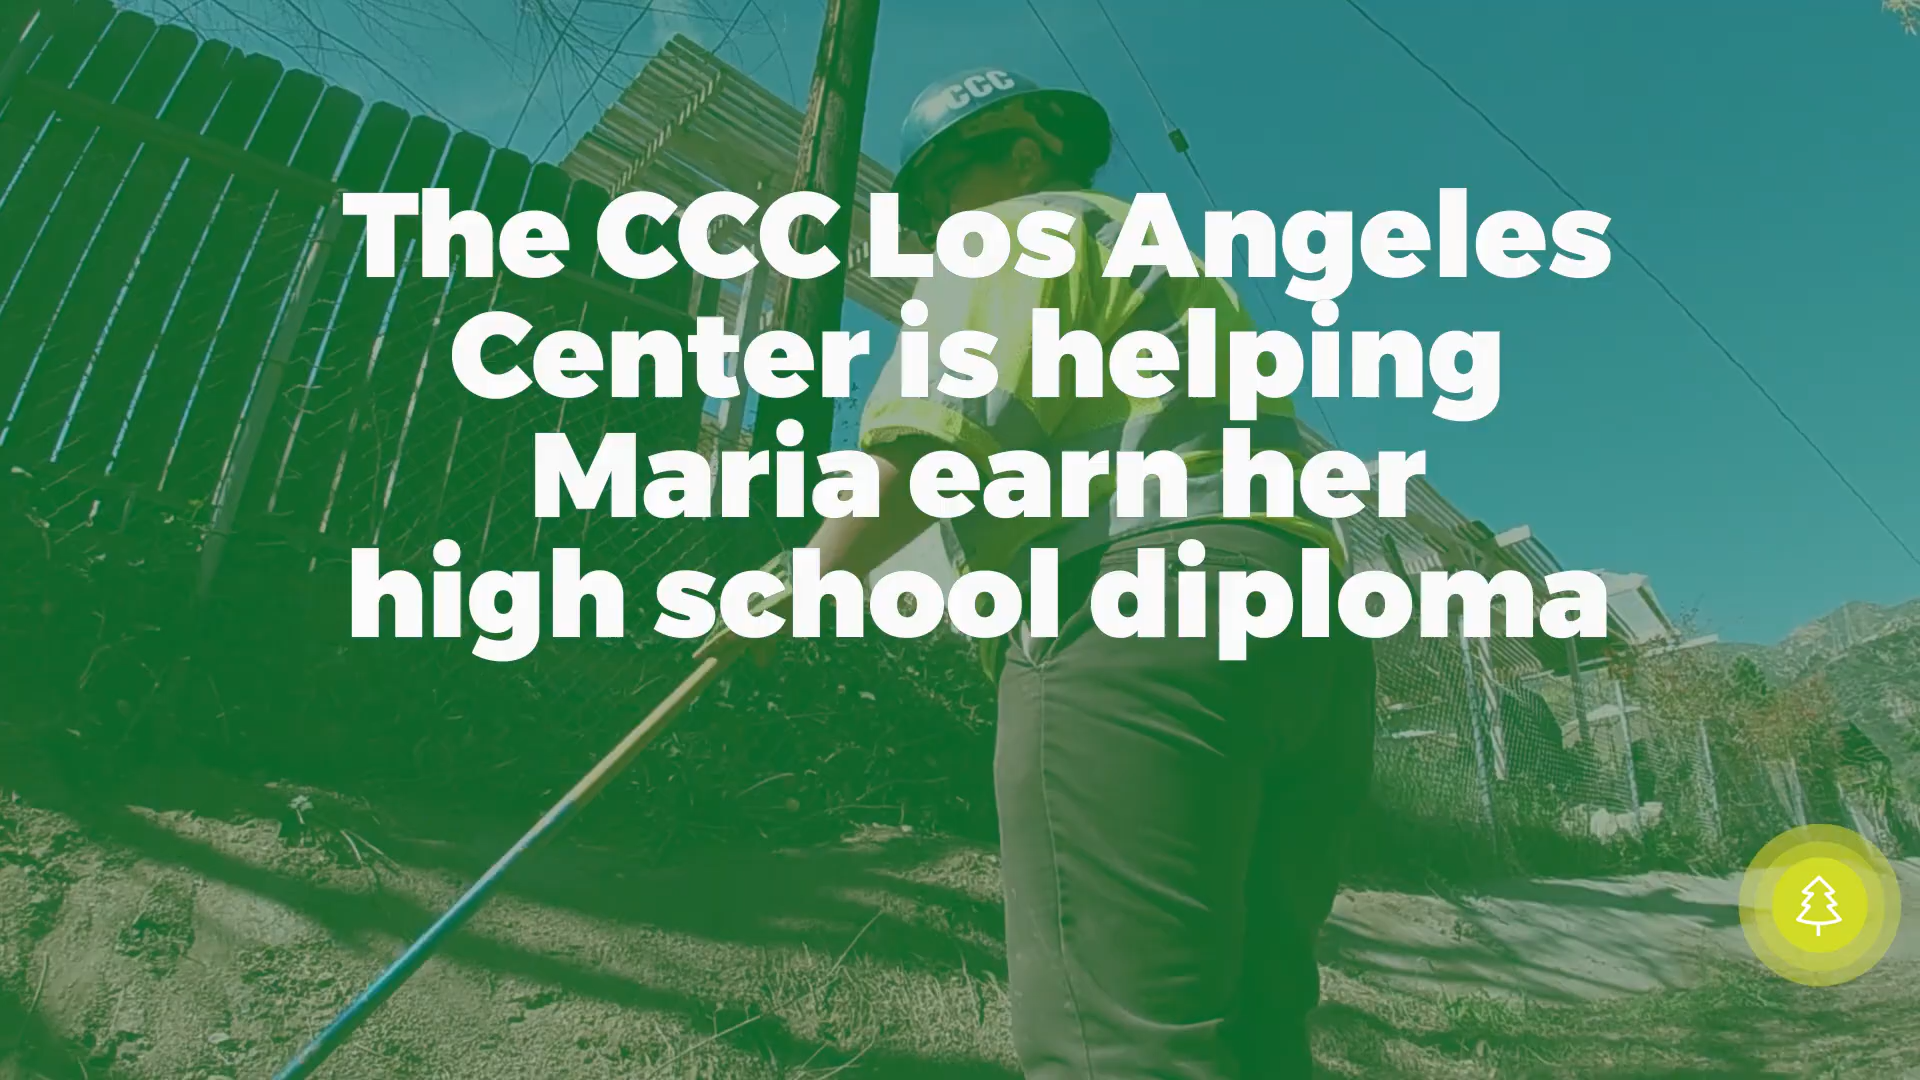 CCC
The CCC Los Angeles
Center is helping
Maria earn her
high school diploma